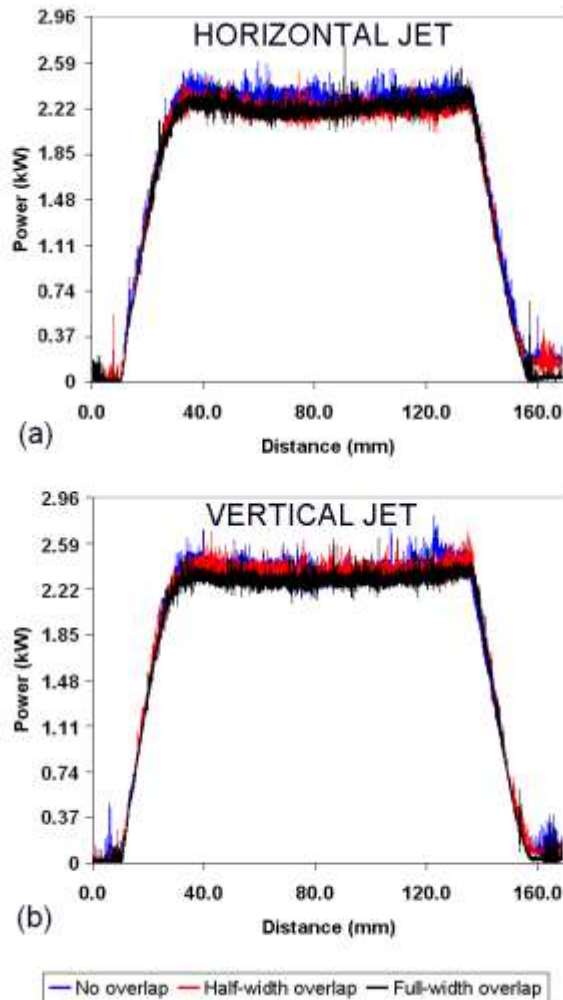 HORIZONTAL JET
2.96
2.59
2.22
1.85
1.48
1.11
0.74
0.37
0
Power (kW)
0.0 40.0 80.0 120.0 160.0
Distance (mm)
(a)
VERTICAL JET
2.96
2.59
2.22
1.85
1.48
1.11
0.74
0.37
0
Power (kW)
0.0 40.0 80.0 120.0 160.0
Distance (mm)
(b)
No overlap Half-width overlap Full-width overlap